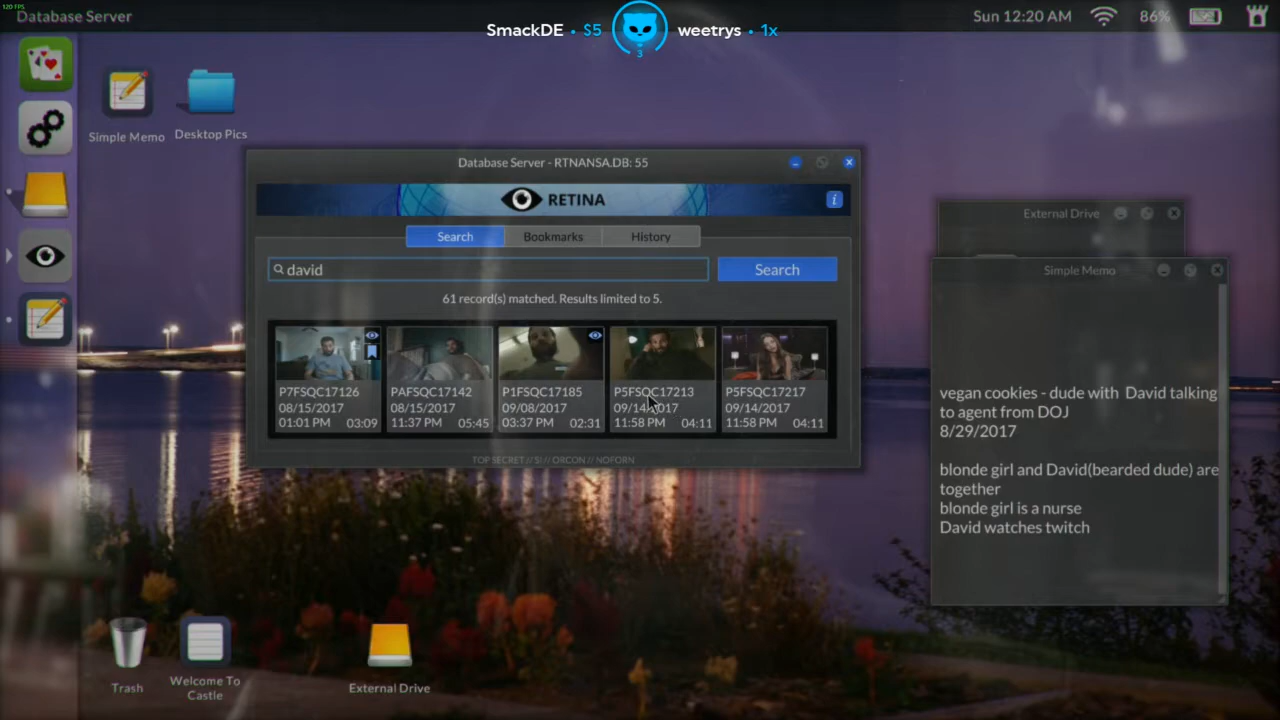 120 FPS
Database Server
SmackDE • $5
3
weetrys • 1x
Sun 12:20 AM
86%
Simple Memo
Desktop Pics
Database Server - RTNANSA.DB: 55
RETINA
i
Search
Bookmarks
History
david
Search
61 record(s) matched. Results limited to 5.
P7FSQC17126
08/15/2017
01:01 PM 03:09
PAFSQC17142
08/15/2017
11:37 PM 05:45
P1FSQC17185
09/08/2017
03:37 PM 02:31
P5FSQC17213
09/14/2017
11:58 PM 04:11
P5FSQC17217
09/14/2017
11:58 PM 04:11
TOP SECRET // SI // ORCON // NOFORN
External Drive
Simple Memo
vegan cookies - dude with David talking
to agent from DOJ
8/29/2017
blonde girl and David(bearded dude) are
together
blonde girl is a nurse
David watches twitch
Trash
Welcome To
Castle
External Drive